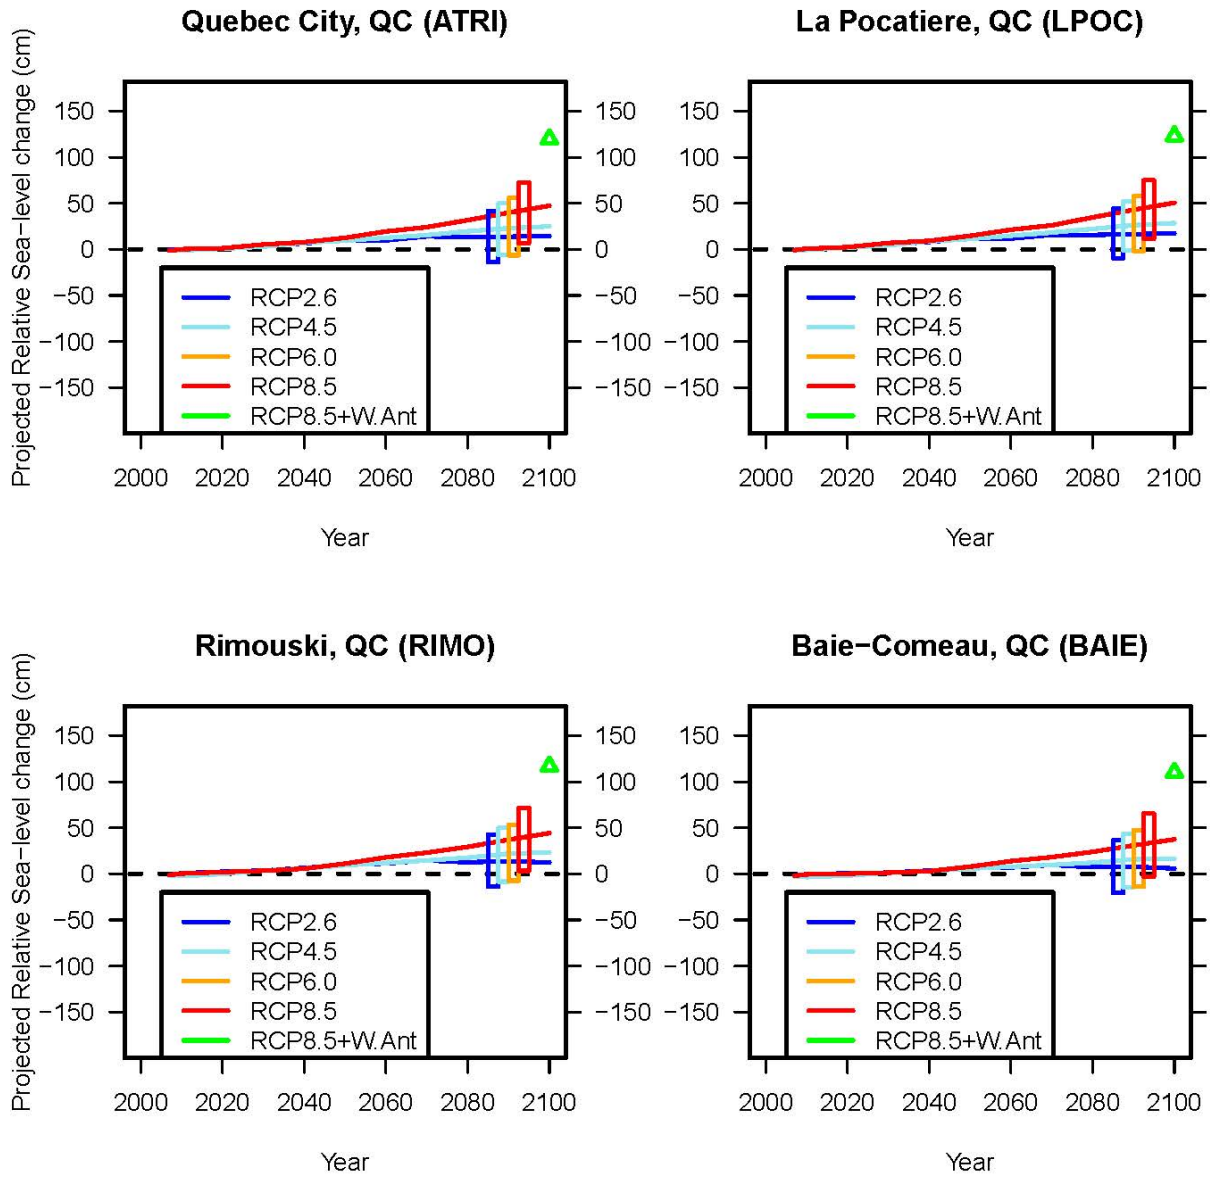 Quebec City, QC (ATRI)
Projected Relative Sea−level change (cm)
150
100
50
0
−50
−100
−150
150
100
50
0
−50
−100
−150
RCP2.6
RCP4.5
RCP6.0
RCP8.5
RCP8.5+W.Ant
2000 2020 2040 2060 2080 2100
Year
La Pocatiere, QC (LPOC)
150
100
50
0
−50
−100
−150
RCP2.6
RCP4.5
RCP6.0
RCP8.5
RCP8.5+W.Ant
2000 2020 2040 2060 2080 2100
Year
Rimouski, QC (RIMO)
Projected Relative Sea−level change (cm)
150
100
50
0
−50
−100
−150
150
100
50
0
−50
−100
−150
RCP2.6
RCP4.5
RCP6.0
RCP8.5
RCP8.5+W.Ant
2000 2020 2040 2060 2080 2100
Year
Baie−Comeau, QC (BAIE)
150
100
50
0
−50
−100
−150
RCP2.6
RCP4.5
RCP6.0
RCP8.5
RCP8.5+W.Ant
2000 2020 2040 2060 2080 2100
Year